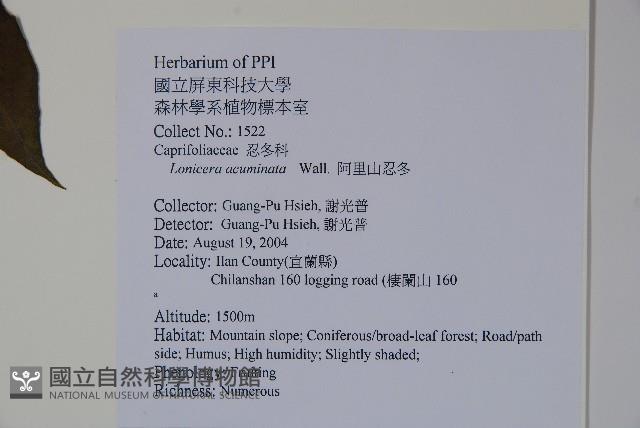 Herbarium of PPI
國立屏東科技大學
森林學系植物標本室
Collect No.: 1522
Caprifoliaceae 忍冬科
Lonicera acuminata Wall. 阿里山忍冬
Collector: Guang-Pu Hsieh, 謝光普
Detector: Guang-Pu Hsieh, 謝光普
Date: August 19, 2004
Locality: Ilan County(宜蘭縣)
Chilanshan 160 logging road (棲蘭山 160
a
Altitude: 1500m
Habitat: Mountain slope; Coniferous/broad-leaf forest; Road/path
side; Humus; High humidity; Slightly shaded;
Phenology: Fruiting
Richness: Numerous
國立自然科學博物館
NATIONAL MUSEUM OF NATURAL SCIENCE